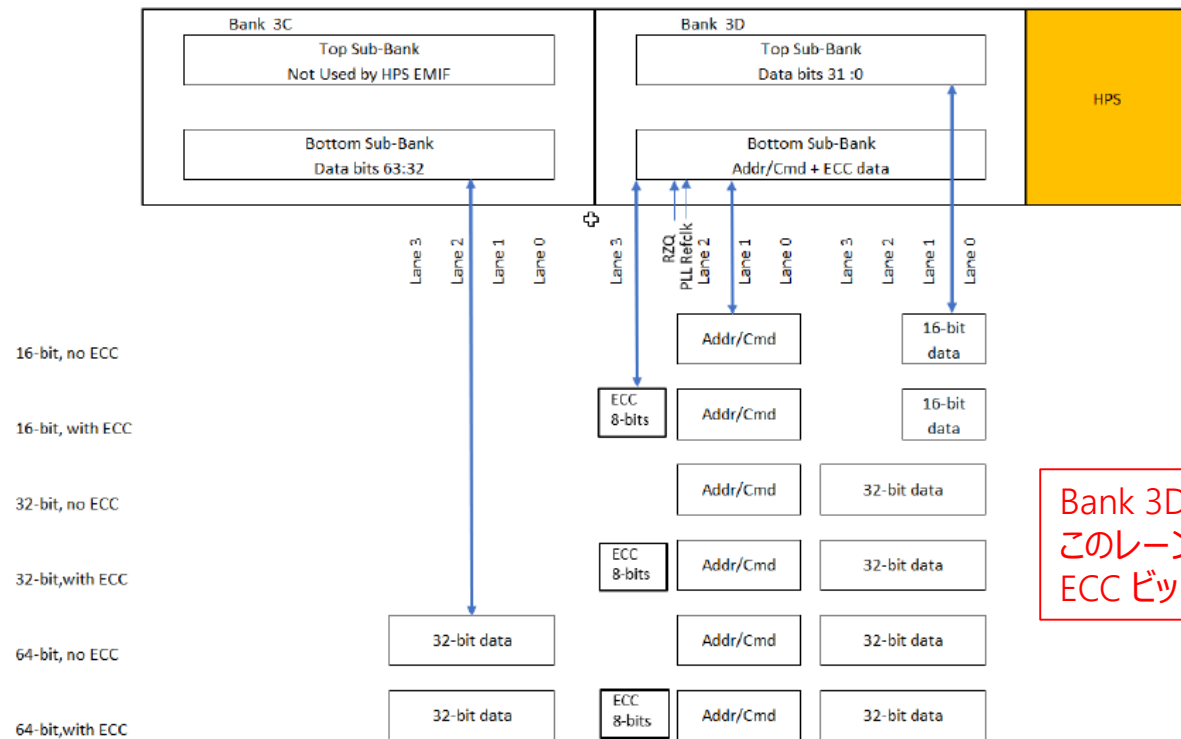 Bank 3C
Top Sub-Bank
Not Used by HPS EMIF
Bottom Sub-Bank
Data bits 63:32
Bank 3D
Top Sub-Bank
Data bits 31 :0
Bottom Sub-Bank
Addr/Cmd + ECC data
HPS
Lane 3
Lane 2
Lane 1
Lane 0
Lane 3
RZQ
PLL Refclk
Lane 2
Lane 1
Lane 0
Lane 3
Lane 2
Lane 1
Lane 0
16-bit, no ECC
Addr/Cmd
16-bit
data
16-bit, with ECC
ECC
8-bits
Addr/Cmd
16-bit
data
32-bit, no ECC
Addr/Cmd
32-bit data
32-bit,with ECC
ECC
8-bits
Addr/Cmd
32-bit data
64-bit, no ECC
32-bit data
Addr/Cmd
32-bit data
64-bit,with ECC
32-bit data
ECC
8-bits
Addr/Cmd
32-bit data
Bank 3D
このレーン
ECC ビッ